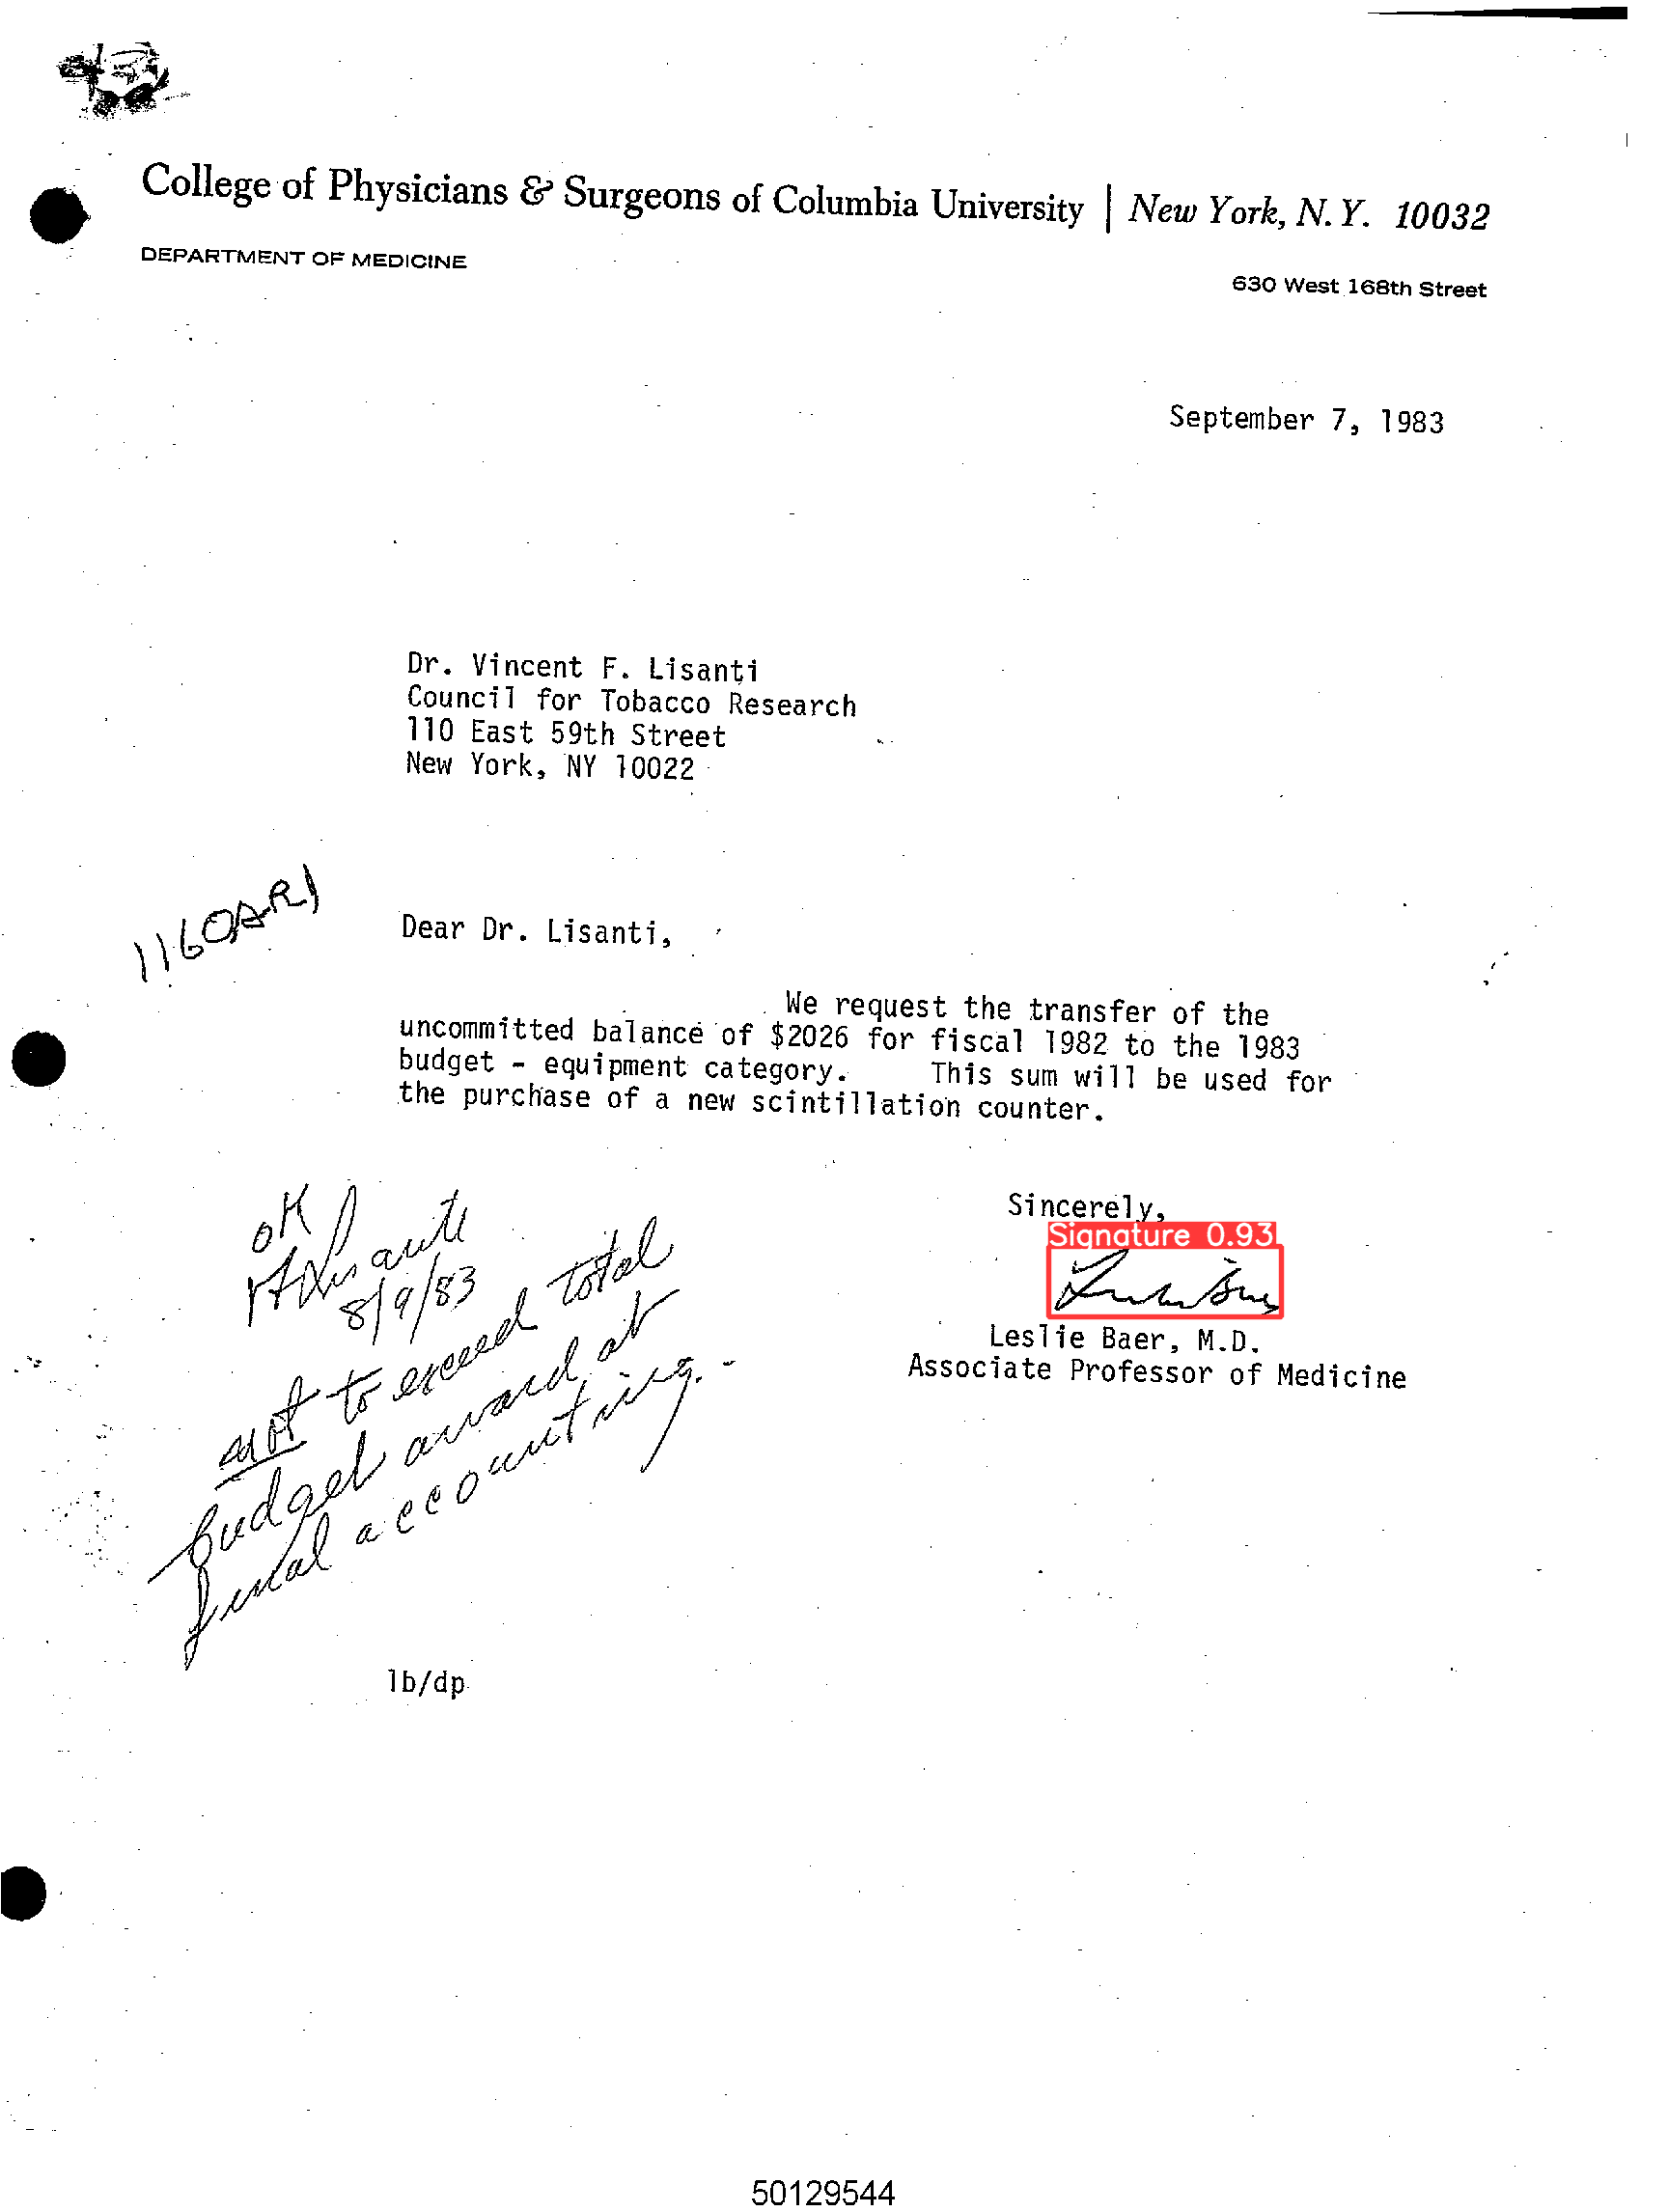 College of Physicians & Surgeons of Columbia University | New York, N. Y. 10032
DEPARTMENT OF MEDICINE
630 West 168th Street
September 7, 1983
Dr. Vincent F. Lisanti
Council for Tobacco Research
110 East 59th Street
New York, NY 10022
1160AR1
Dear Dr. Lisanti,
We request the transfer of the
uncommitted balance of $2026 for fiscal 1982 to the 1983
budget - equipment category. This sum will be used for
the purchase of a new scintillation counter.
Sincerely,
Signature 0.93
Leslie Baer, M.D.
Associate Professor of Medicine
OK
VFLisanti
8/9/83
not to exceed total
budget award at
final accounting.
lb/dp
50129544